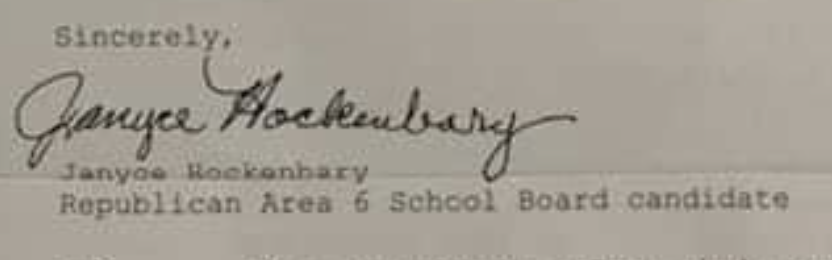 Sincerely,
Janyce Hockenbary
Janyce Hockenbary
Republican Area 6 School Board candidate